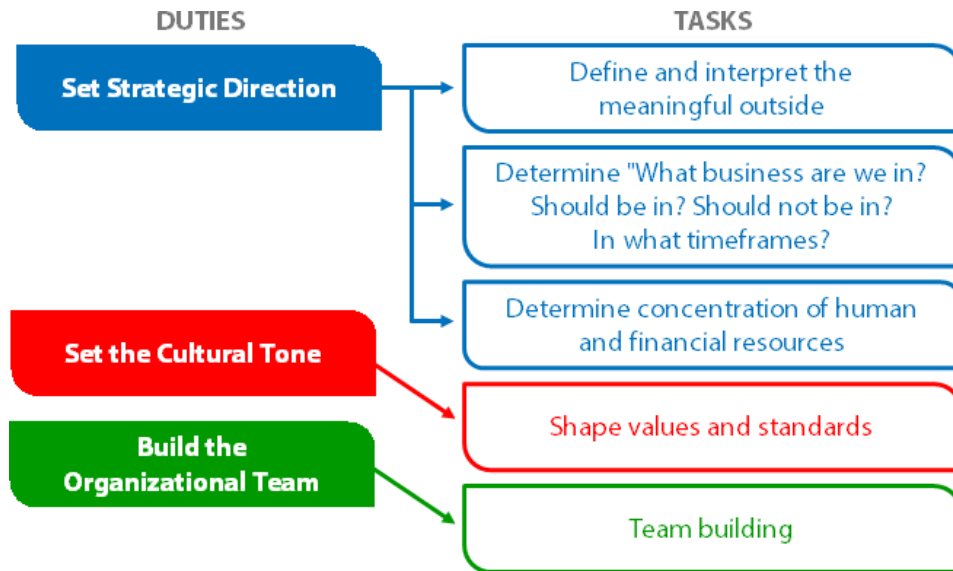 DUTIES
TASKS
Set Strategic Direction
Define and interpret the
meaningful outside
Determine "What business are we in?
Should be in? Should not be in?
In what timeframes?
Determine concentration of human
and financial resources
Set the Cultural Tone
Shape values and standards
Build the
Organizational Team
Team building